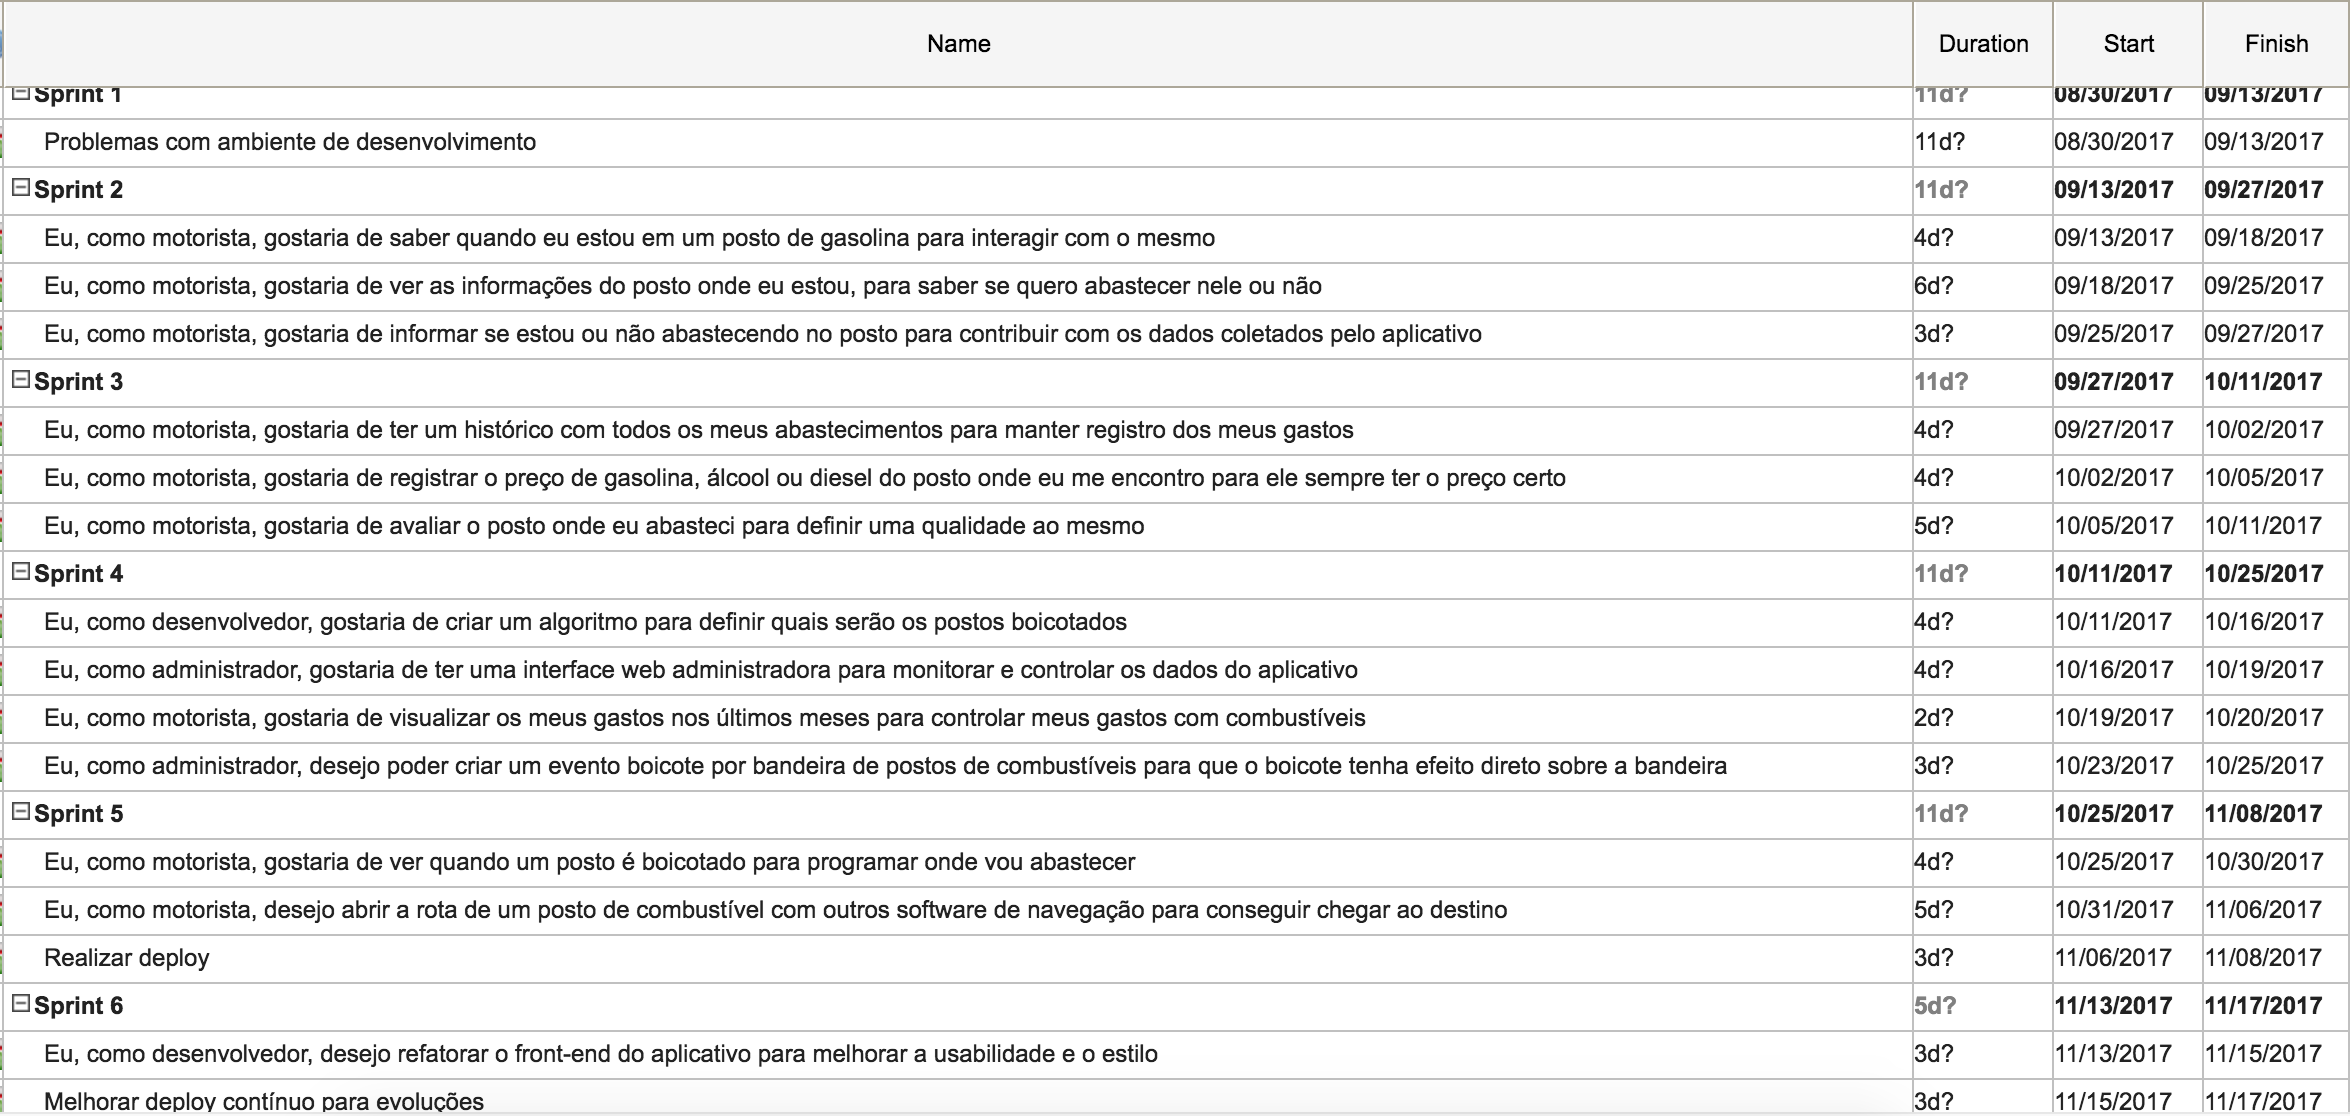 Name Duration Start Finish
Sprint 1 11d? 08/30/2017 09/13/2017
Problemas com ambiente de desenvolvimento 11d? 08/30/2017 09/13/2017
Sprint 2 11d? 09/13/2017 09/27/2017
Eu, como motorista, gostaria de saber quando eu estou em um posto de gasolina para interagir com o mesmo 4d? 09/13/2017 09/18/2017
Eu, como motorista, gostaria de ver as informações do posto onde eu estou, para saber se quero abastecer nele ou não 6d? 09/18/2017 09/25/2017
Eu, como motorista, gostaria de informar se estou ou não abastecendo no posto para contribuir com os dados coletados pelo aplicativo 3d? 09/25/2017 09/27/2017
Sprint 3 11d? 09/27/2017 10/11/2017
Eu, como motorista, gostaria de ter um histórico com todos os meus abastecimentos para manter registro dos meus gastos 4d? 09/27/2017 10/02/2017
Eu, como motorista, gostaria de registrar o preço de gasolina, álcool ou diesel do posto onde eu me encontro para ele sempre ter o preço certo 4d? 10/02/2017 10/05/2017
Eu, como motorista, gostaria de avaliar o posto onde eu abasteci para definir uma qualidade ao mesmo 5d? 10/05/2017 10/11/2017
Sprint 4 11d? 10/11/2017 10/25/2017
Eu, como desenvolvedor, gostaria de criar um algoritmo para definir quais serão os postos boicotados 4d? 10/11/2017 10/16/2017
Eu, como administrador, gostaria de ter uma interface web administradora para monitorar e controlar os dados do aplicativo 4d? 10/16/2017 10/19/2017
Eu, como motorista, gostaria de visualizar os meus gastos nos últimos meses para controlar meus gastos com combustíveis 2d? 10/19/2017 10/20/2017
Eu, como administrador, desejo poder criar um evento boicote por bandeira de postos de combustíveis para que o boicote tenha efeito direto sobre a bandeira 3d? 10/23/2017 10/25/2017
Sprint 5 11d? 10/25/2017 11/08/2017
Eu, como motorista, gostaria de ver quando um posto é boicotado para programar onde vou abastecer 4d? 10/25/2017 10/30/2017
Eu, como motorista, desejo abrir a rota de um posto de combustível com outros software de navegação para conseguir chegar ao destino 5d? 10/31/2017 11/06/2017
Realizar deploy 3d? 11/06/2017 11/08/2017
Sprint 6 5d? 11/13/2017 11/17/2017
Eu, como desenvolvedor, desejo refatorar o front-end do aplicativo para melhorar a usabilidade e o estilo 3d? 11/13/2017 11/15/2017
Melhorar deploy contínuo para evoluções 3d? 11/15/2017 11/17/2017